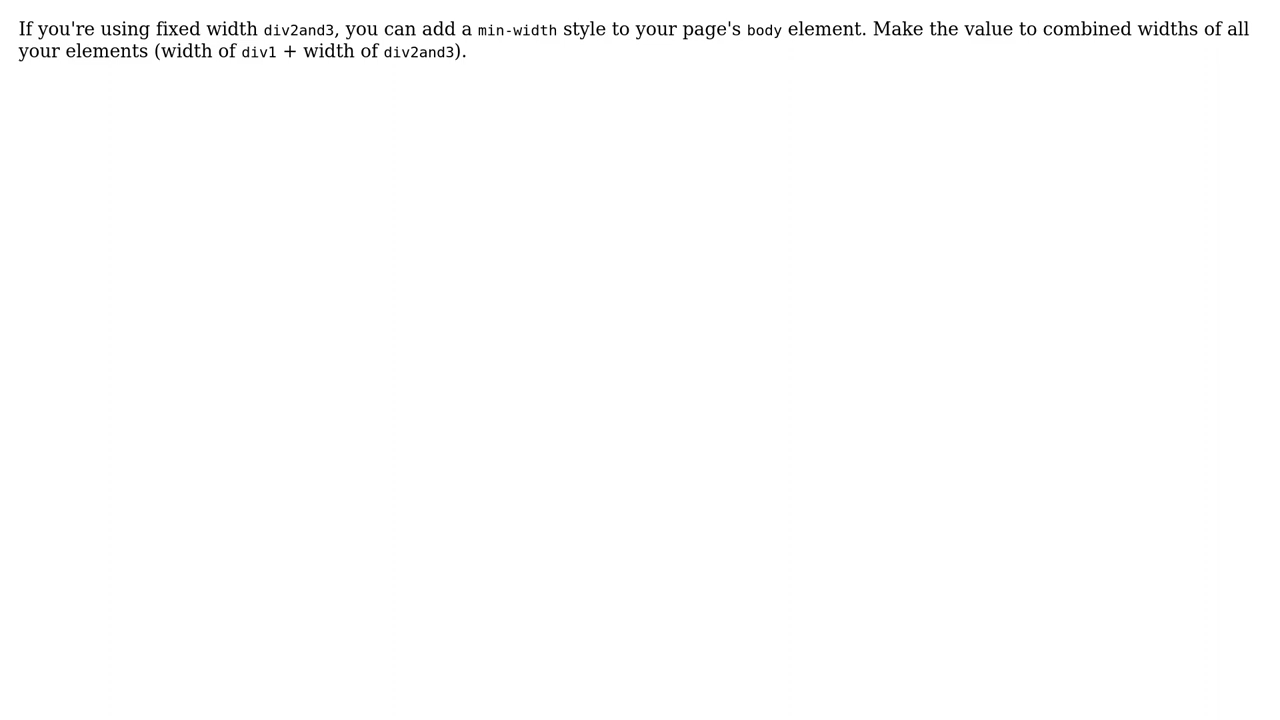 If you're using fixed width div2and3, you can add a min-width style to your page's body element. Make the value to combined widths of all
your elements (width of div1 + width of div2and3).